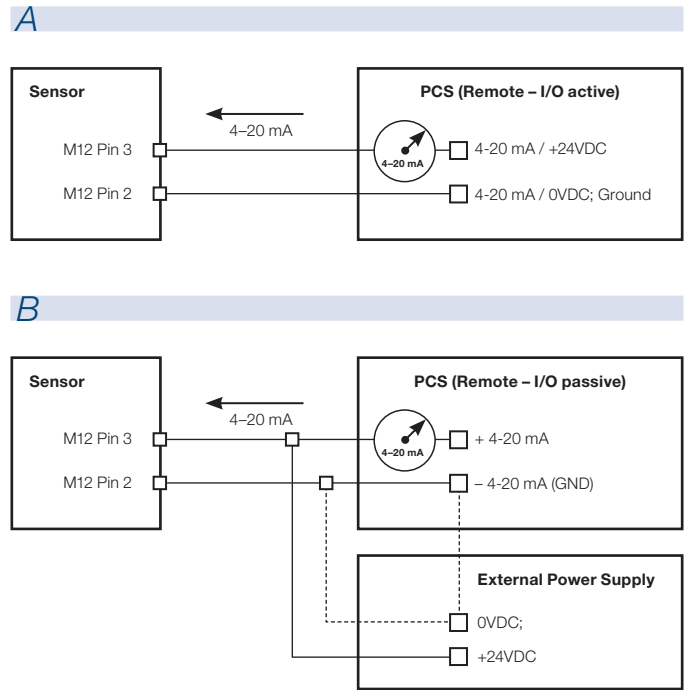 A
Sensor
PCS (Remote – I/O active)
4–20 mA
M12 Pin 3
4–20 mA
4-20 mA / +24VDC
M12 Pin 2
4-20 mA / 0VDC; Ground
B
Sensor
PCS (Remote – I/O passive)
4–20 mA
M12 Pin 3
4–20 mA
+ 4-20 mA
M12 Pin 2
– 4-20 mA (GND)
External Power Supply
0VDC;
+24VDC